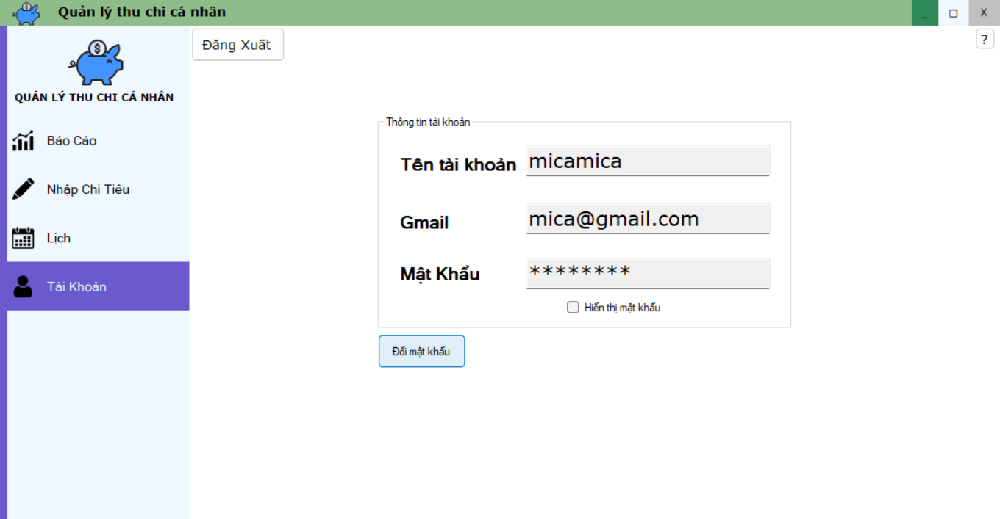 Quản lý thu chi cá nhân
_ X
Đăng Xuất
?
QUẢN LÝ THU CHI CÁ NHÂN
Báo Cáo
Nhập Chi Tiêu
Lịch
Tài Khoản
Thông tin tài khoản
Tên tài khoản micamica
Gmail mica@gmail.com
Mật Khẩu ********
Hiển thị mật khẩu
Đổi mật khẩu